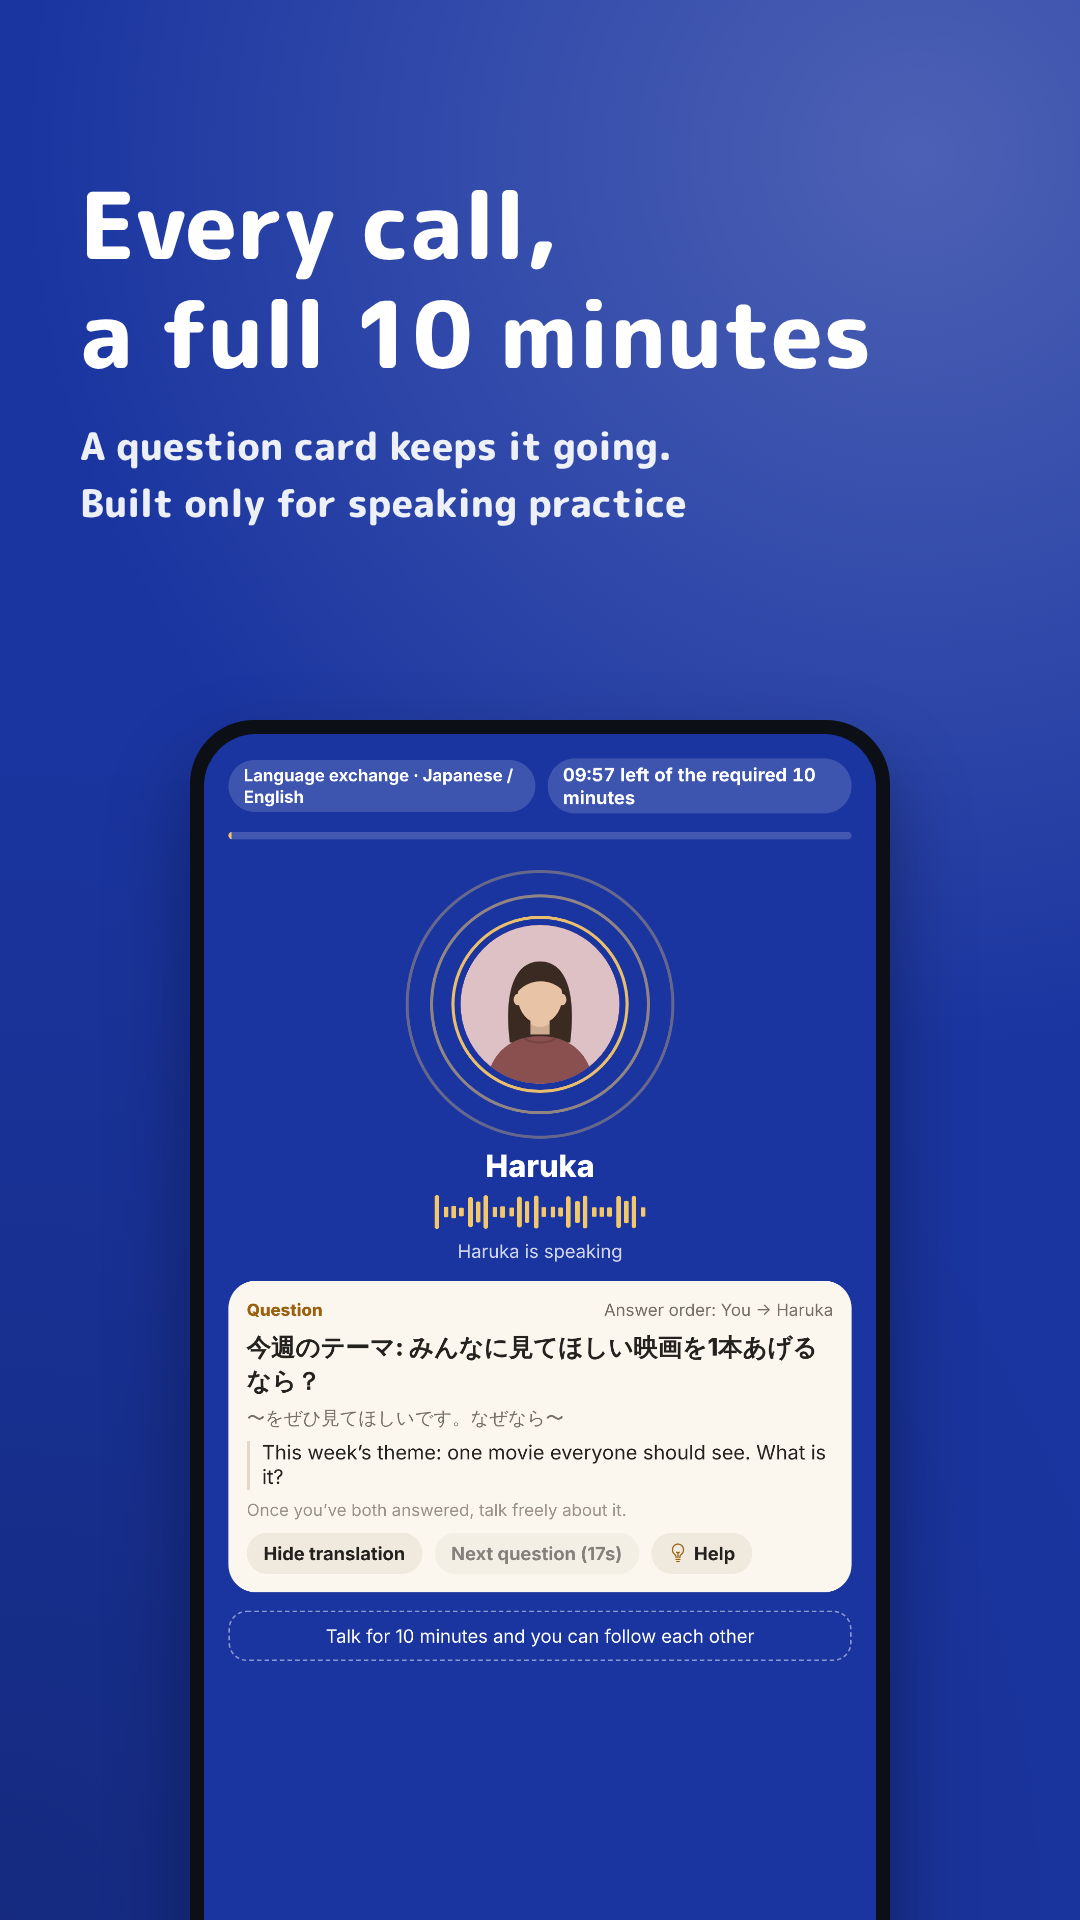 Every call,
a full 10 minutes
A question card keeps it going.
Built only for speaking practice
Language exchange · Japanese /
English
09:57 left of the required 10
minutes
Haruka
Haruka is speaking
Question
Answer order: You → Haruka
今週のテーマ: みんなに見てほしい映画を1本あげる
なら？
〜をぜひ見てほしいです。なぜなら〜
This week’s theme: one movie everyone should see. What is
it?
Once you’ve both answered, talk freely about it.
Hide translation
Next question (17s)
Help
Talk for 10 minutes and you can follow each other